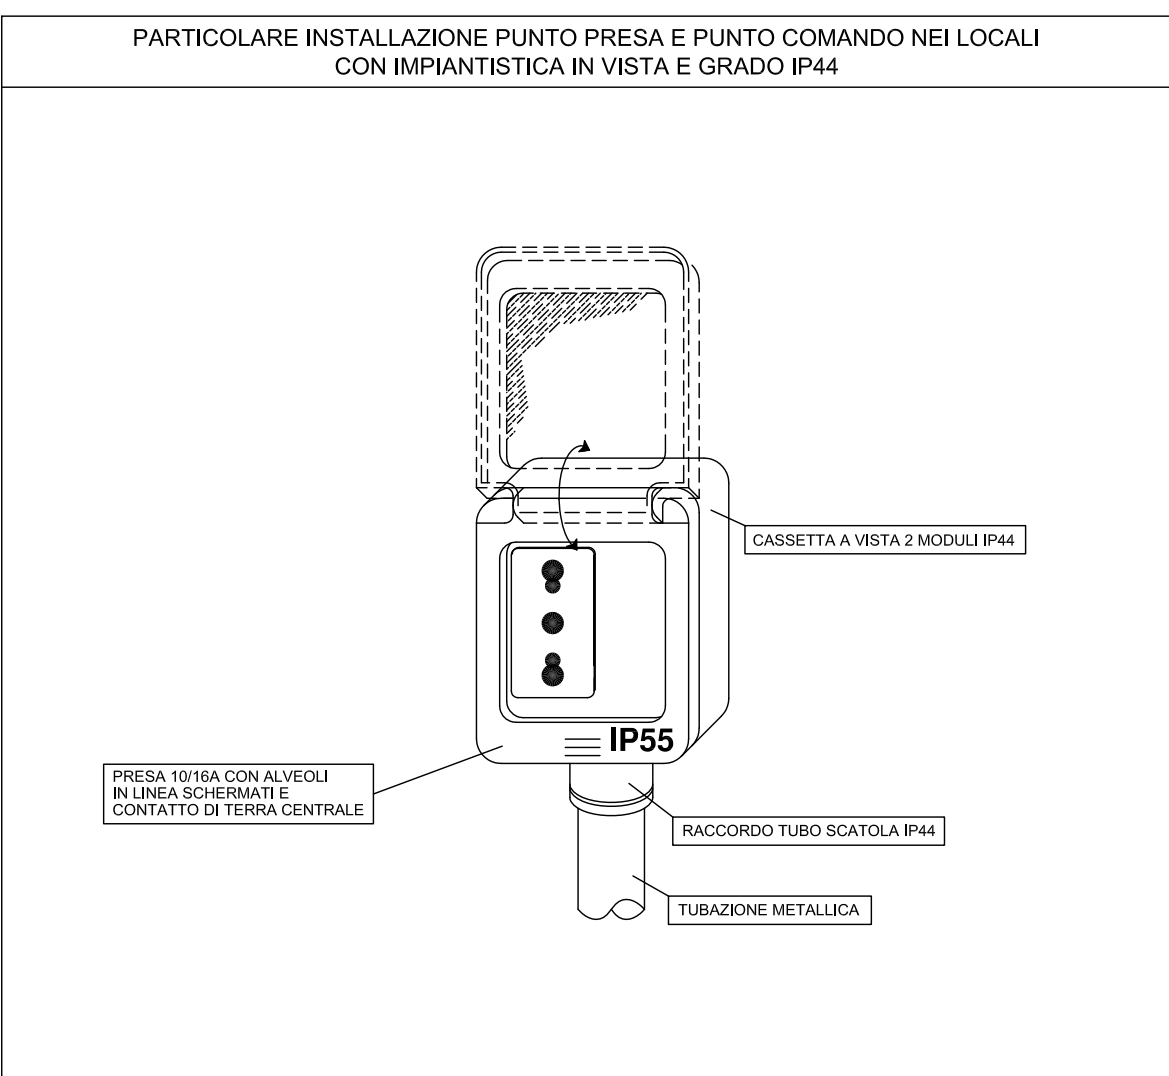 PARTICOLARE INSTALLAZIONE PUNTO PRESA E PUNTO COMANDO NEI LOCALI
CON IMPIANTISTICA IN VISTA E GRADO IP44
CASSETTA A VISTA 2 MODULI IP44
IP55
PRESA 10/16A CON ALVEOLI
IN LINEA SCHERMATI E
CONTATTO DI TERRA CENTRALE
RACCORDO TUBO SCATOLA IP44
TUBAZIONE METALLICA